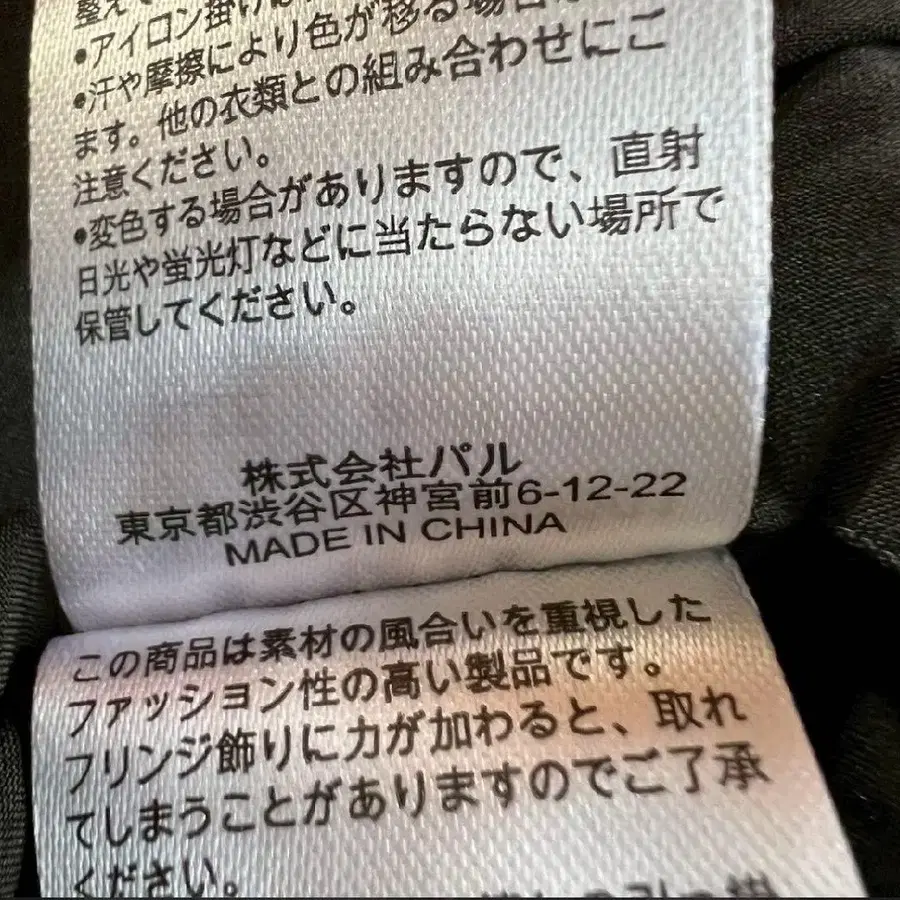 整えて
•アイロン掛けは
•汗や摩擦により色が移る場合が
ます。他の衣類との組み合わせにご
注意ください。
•変色する場合がありますので、直射
日光や蛍光灯などに当たらない場所で
保管してください。
株式会社パル
東京都渋谷区神宮前6-12-22
MADE IN CHINA
この商品は素材の風合いを重視した
ファッション性の高い製品です。
フリンジ飾りに力が加わると、取れ
てしまうことがありますのでご了承
ください。